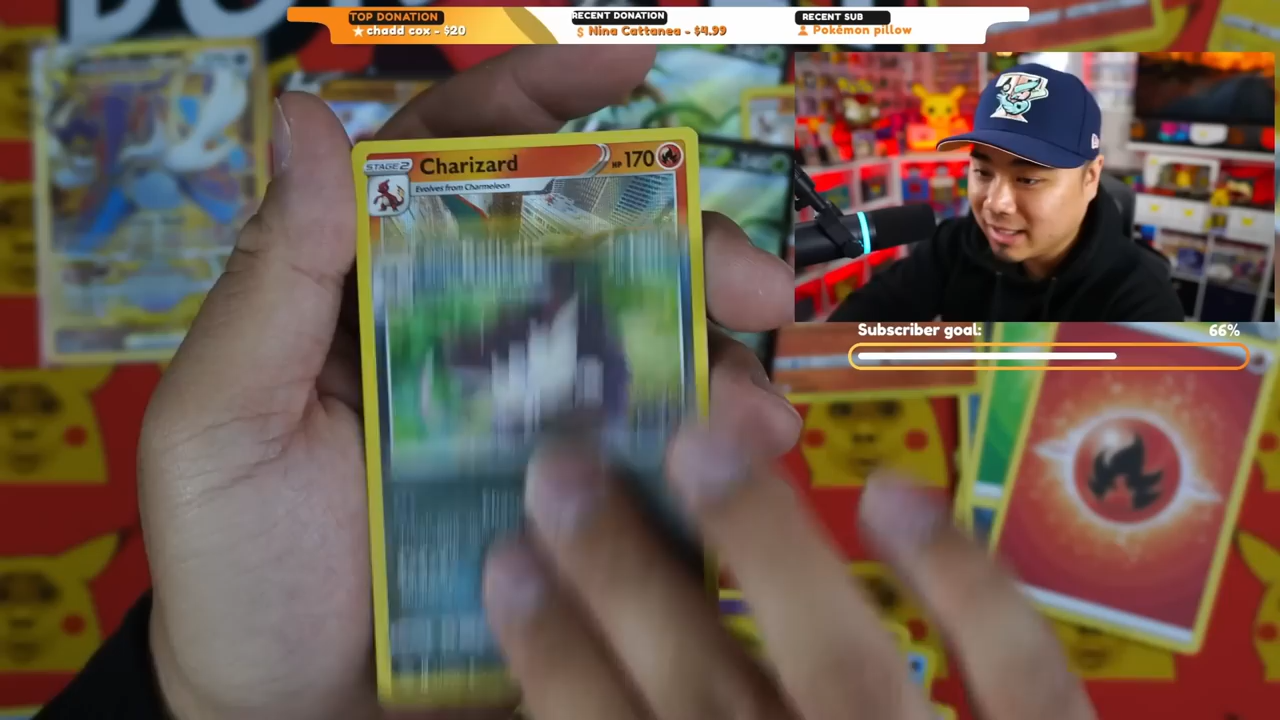 TOP DONATION
chadd cox - $20
RECENT DONATION
$ Nina Cattanea - $4.99
RECENT SUB
Pokémon pillow
STAGE 2
Charizard
HP 170
Evolves from Charmeleon
Subscriber goal:
66%